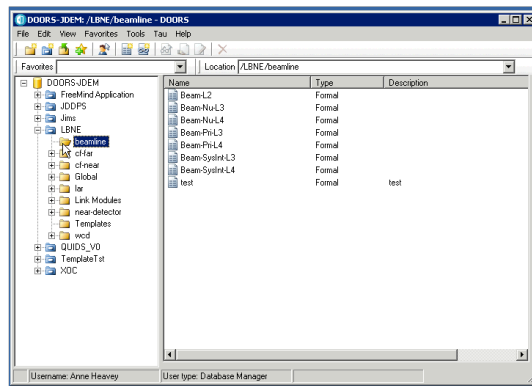 DOORS-JDEM: /LBNE/beamline - DOORS
File Edit View Favorites Tools Tau Help
Favorites Location /LBNE/beamline
DOORS-JDEM
FreeMind Application
JDDPS
Jims
LBNE
beamline
cf-far
cf-near
Global
lar
Link Modules
near-detector
Templates
wcd
QUIDS_V0
TemplateTst
XOC
Name Type Description
Beam-L2 Formal
Beam-Nu-L3 Formal
Beam-Nu-L4 Formal
Beam-Pri-L3 Formal
Beam-Pri-L4 Formal
Beam-SysInt-L3 Formal
Beam-SysInt-L4 Formal
test Formal test
Username: Anne Heavey User type: Database Manager